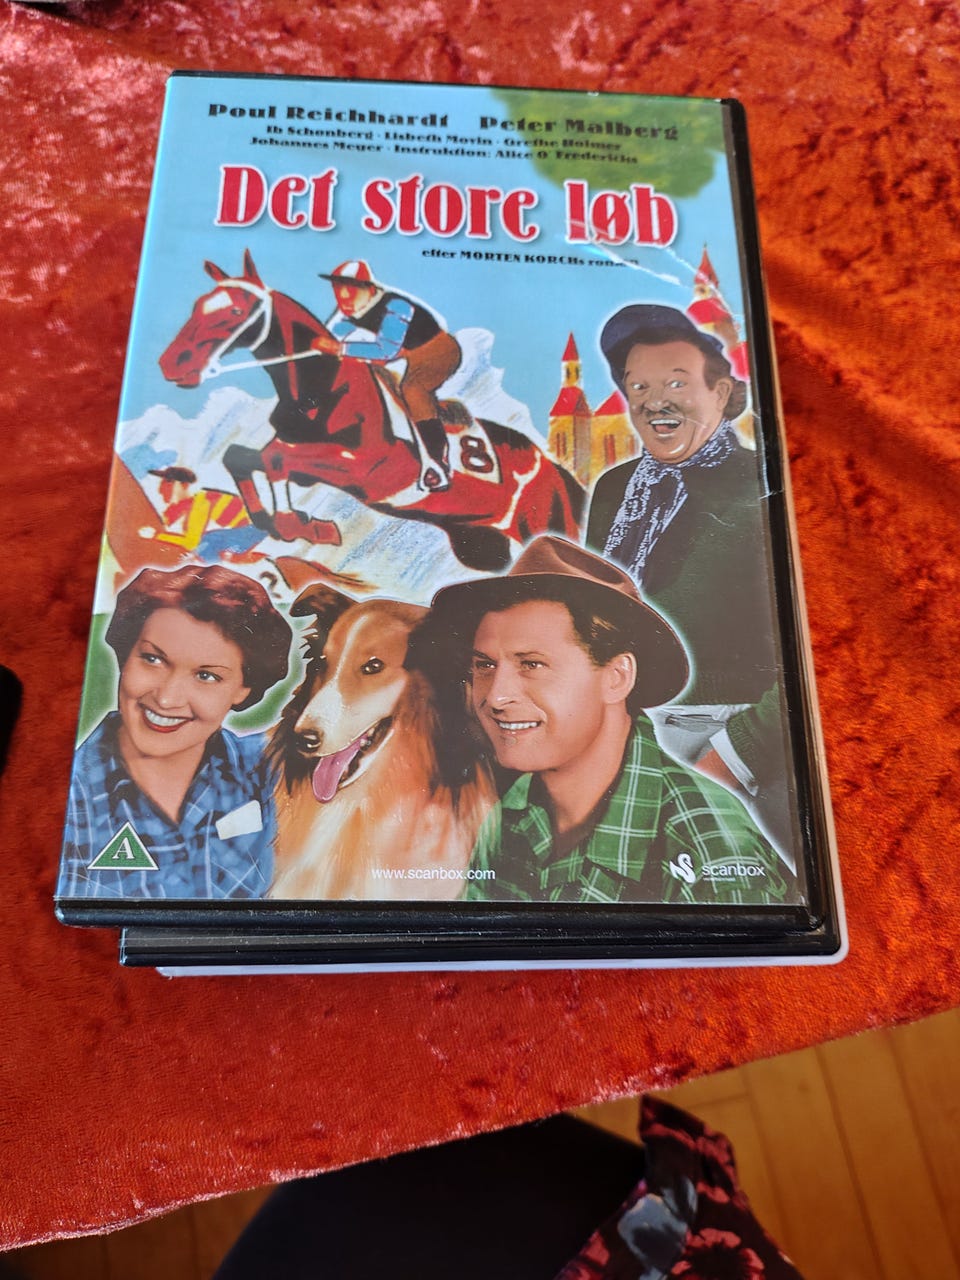 Poul Reichhardt Peter Malberg
Ib Schønberg · Lisbeth Movin · Grethe Holmer
Johannes Meyer · Instruktion: Alice O'Fredericks
Det store løb
efter MORTEN KORCHs roman
8
A
www.scanbox.com
scanbox